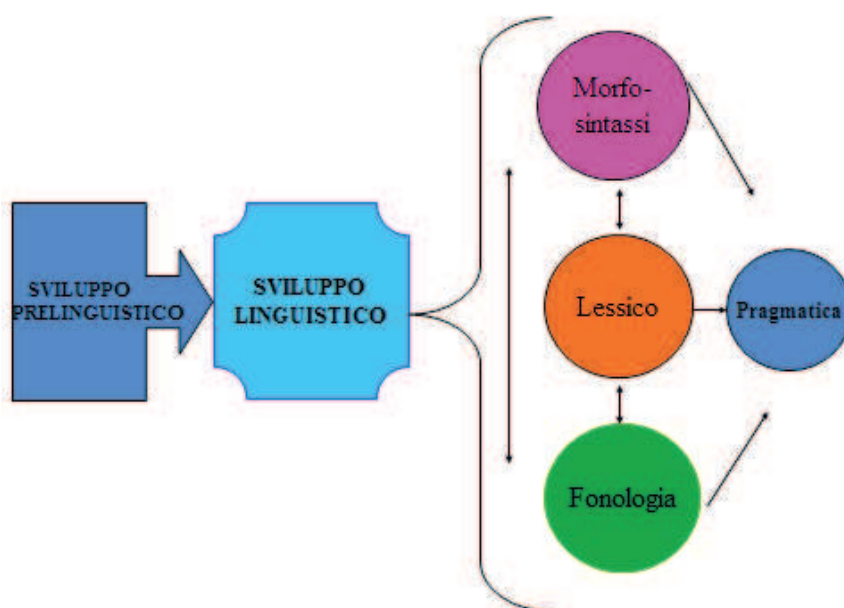 SVILUPPO
PRELINGUISTICO
SVILUPPO
LINGUISTICO
Morfo-
sintassi
Lessico
Pragmatica
Fonologia